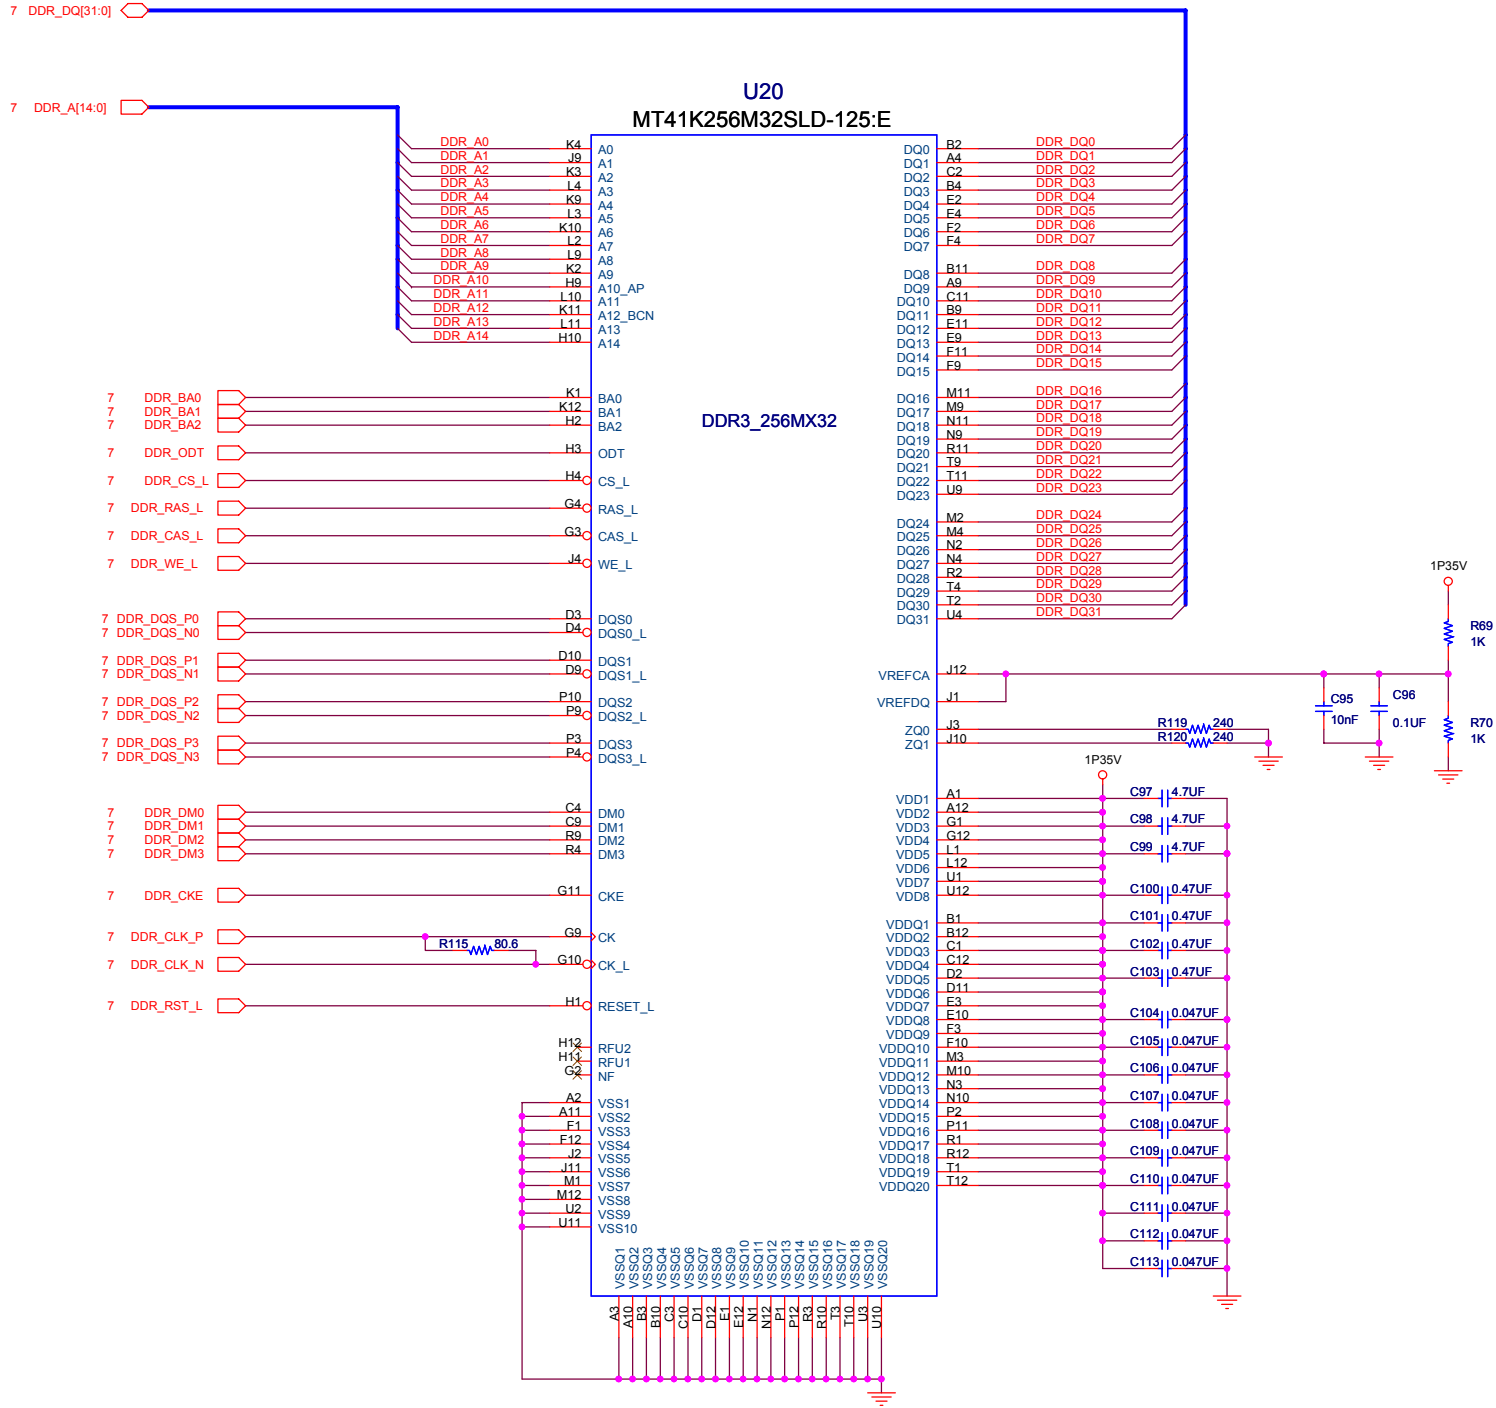 7 DDR_DQ[31:0]
7 DDR_A[14:0]
U20
MT41K256M32SLD-125:E
DDR3_256MX32
DDR_A0 K4 A0
DDR_A1 J9 A1
DDR_A2 K3 A2
DDR_A3 L4 A3
DDR_A4 K9 A4
DDR_A5 L3 A5
DDR_A6 K10 A6
DDR_A7 L2 A7
DDR_A8 L9 A8
DDR_A9 K2 A9
DDR_A10 H9 A10_AP
DDR_A11 L10 A11
DDR_A12 K11 A12_BCN
DDR_A13 L11 A13
DDR_A14 H10 A14
7 DDR_BA0 K1 BA0
7 DDR_BA1 K12 BA1
7 DDR_BA2 H2 BA2
7 DDR_ODT H3 ODT
7 DDR_CS_L H4 CS_L
7 DDR_RAS_L G4 RAS_L
7 DDR_CAS_L G3 CAS_L
7 DDR_WE_L J4 WE_L
7 DDR_DQS_P0 D3 DQS0
7 DDR_DQS_N0 D4 DQS0_L
7 DDR_DQS_P1 D10 DQS1
7 DDR_DQS_N1 D9 DQS1_L
7 DDR_DQS_P2 P10 DQS2
7 DDR_DQS_N2 P9 DQS2_L
7 DDR_DQS_P3 P3 DQS3
7 DDR_DQS_N3 P4 DQS3_L
7 DDR_DM0 C4 DM0
7 DDR_DM1 C9 DM1
7 DDR_DM2 R9 DM2
7 DDR_DM3 R4 DM3
7 DDR_CKE G11 CKE
7 DDR_CLK_P G9 CK
R115 80.6
7 DDR_CLK_N G10 CK_L
7 DDR_RST_L H1 RESET_L
H12 RFU2
H11 RFU1
G2 NF
A2 VSS1
A11 VSS2
F1 VSS3
F12 VSS4
J2 VSS5
J11 VSS6
M1 VSS7
M12 VSS8
U2 VSS9
U11 VSS10
DQ0 B2 DDR_DQ0
DQ1 A4 DDR_DQ1
DQ2 C2 DDR_DQ2
DQ3 B4 DDR_DQ3
DQ4 E2 DDR_DQ4
DQ5 E4 DDR_DQ5
DQ6 F2 DDR_DQ6
DQ7 F4 DDR_DQ7
DQ8 B11 DDR_DQ8
DQ9 A9 DDR_DQ9
DQ10 C11 DDR_DQ10
DQ11 B9 DDR_DQ11
DQ12 E11 DDR_DQ12
DQ13 E9 DDR_DQ13
DQ14 F11 DDR_DQ14
DQ15 F9 DDR_DQ15
DQ16 M11 DDR_DQ16
DQ17 M9 DDR_DQ17
DQ18 N11 DDR_DQ18
DQ19 N9 DDR_DQ19
DQ20 R11 DDR_DQ20
DQ21 T9 DDR_DQ21
DQ22 T11 DDR_DQ22
DQ23 U9 DDR_DQ23
DQ24 M2 DDR_DQ24
DQ25 M4 DDR_DQ25
DQ26 N2 DDR_DQ26
DQ27 N4 DDR_DQ27
DQ28 R2 DDR_DQ28
DQ29 T4 DDR_DQ29
DQ30 T2 DDR_DQ30
DQ31 U4 DDR_DQ31
VREFCA J12
VREFDQ J1
ZQ0 J3 R119 240
ZQ1 J10 R120 240
1P35V
R69
1K
C95
10nF
C96
0.1UF
R70
1K
1P35V
VDD1 A1
VDD2 A12
VDD3 G1
VDD4 G12
VDD5 L1
VDD6 L12
VDD7 U1
VDD8 U12
VDDQ1 B1
VDDQ2 B12
VDDQ3 C1
VDDQ4 C12
VDDQ5 D2
VDDQ6 D11
VDDQ7 E3
VDDQ8 E10
VDDQ9 F3
VDDQ10 F10
VDDQ11 M3
VDDQ12 M10
VDDQ13 N3
VDDQ14 N10
VDDQ15 P2
VDDQ16 P11
VDDQ17 R1
VDDQ18 R12
VDDQ19 T1
VDDQ20 T12
C97 4.7UF
C98 4.7UF
C99 4.7UF
C100 0.47UF
C101 0.47UF
C102 0.47UF
C103 0.47UF
C104 0.047UF
C105 0.047UF
C106 0.047UF
C107 0.047UF
C108 0.047UF
C109 0.047UF
C110 0.047UF
C111 0.047UF
C112 0.047UF
C113 0.047UF
VSSQ1 A3
VSSQ2 A10
VSSQ3 B3
VSSQ4 B10
VSSQ5 C3
VSSQ6 C10
VSSQ7 D1
VSSQ8 D12
VSSQ9 E1
VSSQ10 E12
VSSQ11 N1
VSSQ12 N12
VSSQ13 P1
VSSQ14 P12
VSSQ15 R3
VSSQ16 R10
VSSQ17 T3
VSSQ18 T10
VSSQ19 U3
VSSQ20 U10